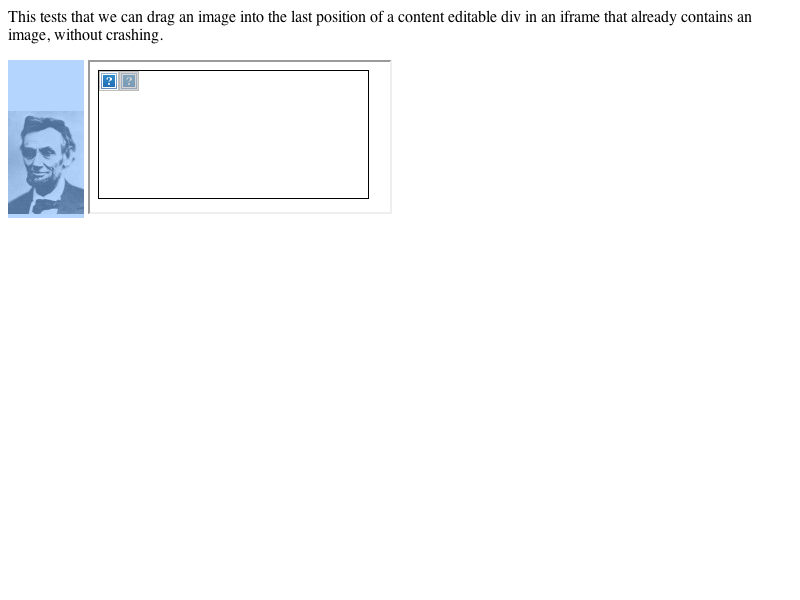 This tests that we can drag an image into the last position of a content editable div in an iframe that already contains an
image, without crashing.
? ?